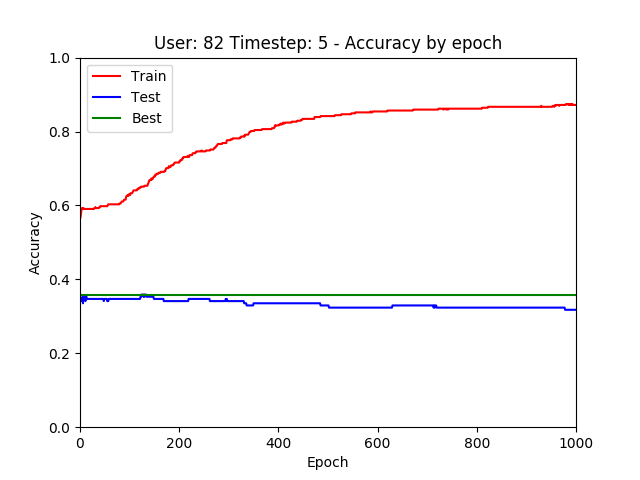 User: 82 Timestep: 5 - Accuracy by epoch
1.0
0.8
0.6
0.4
0.2
0.0
Accuracy
Train
Test
Best
0 200 400 600 800 1000
Epoch